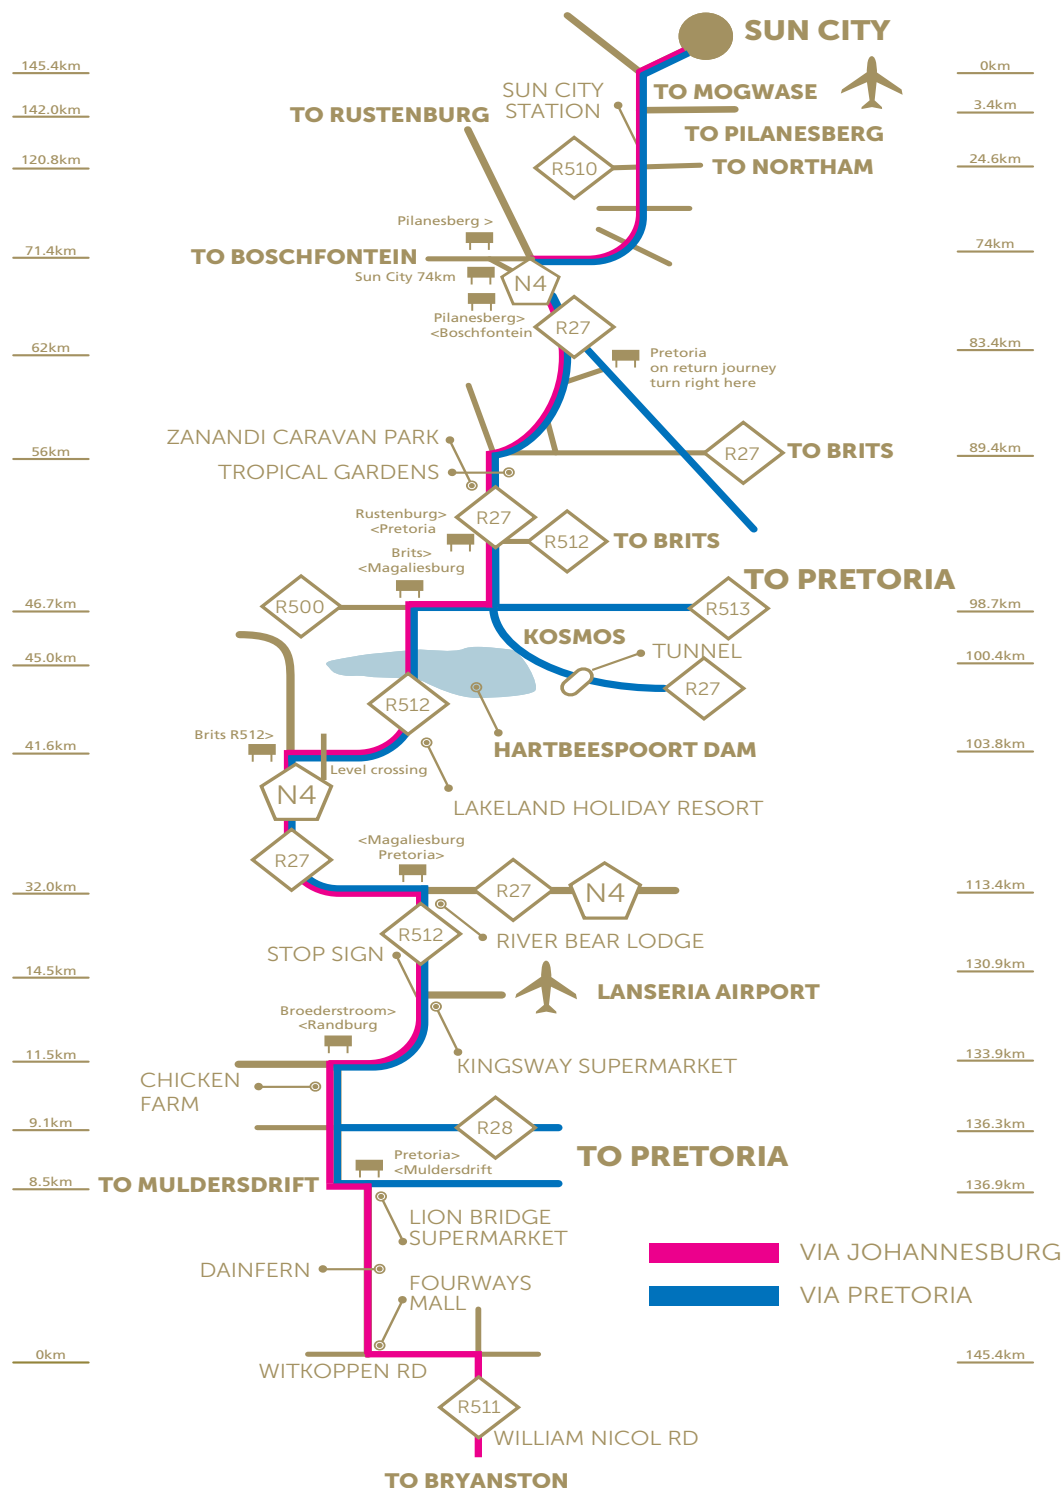 SUN CITY
145.4km
0km
TO MOGWASE
SUN CITY
STATION
142.0km
TO RUSTENBURG
3.4km
TO PILANESBERG
120.8km
R510
TO NORTHAM
24.6km
Pilanesberg >
71.4km
TO BOSCHFONTEIN
74km
Sun City 74km
N4
Pilanesberg>
<Boschfontein
R27
62km
83.4km
Pretoria
on return journey
turn right here
ZANANDI CARAVAN PARK
56km
R27
TO BRITS
89.4km
TROPICAL GARDENS
Rustenburg>
<Pretoria
R27
R512
TO BRITS
Brits>
<Magaliesburg
TO PRETORIA
46.7km
R500
R513
98.7km
KOSMOS
TUNNEL
45.0km
100.4km
R27
R512
Brits R512>
41.6km
HARTBEESPOORT DAM
103.8km
Level crossing
N4
LAKELAND HOLIDAY RESORT
<Magaliesburg
Pretoria>
R27
32.0km
R27
N4
113.4km
R512
RIVER BEAR LODGE
STOP SIGN
14.5km
130.9km
LANSERIA AIRPORT
Broederstroom>
<Randburg
11.5km
133.9km
KINGSWAY SUPERMARKET
CHICKEN
FARM
9.1km
R28
136.3km
TO PRETORIA
Pretoria>
<Muldersdrift
8.5km
TO MULDERSDRIFT
136.9km
LION BRIDGE
SUPERMARKET
VIA JOHANNESBURG
DAINFERN
FOURWAYS
MALL
VIA PRETORIA
0km
145.4km
WITKOPPEN RD
R511
WILLIAM NICOL RD
TO BRYANSTON